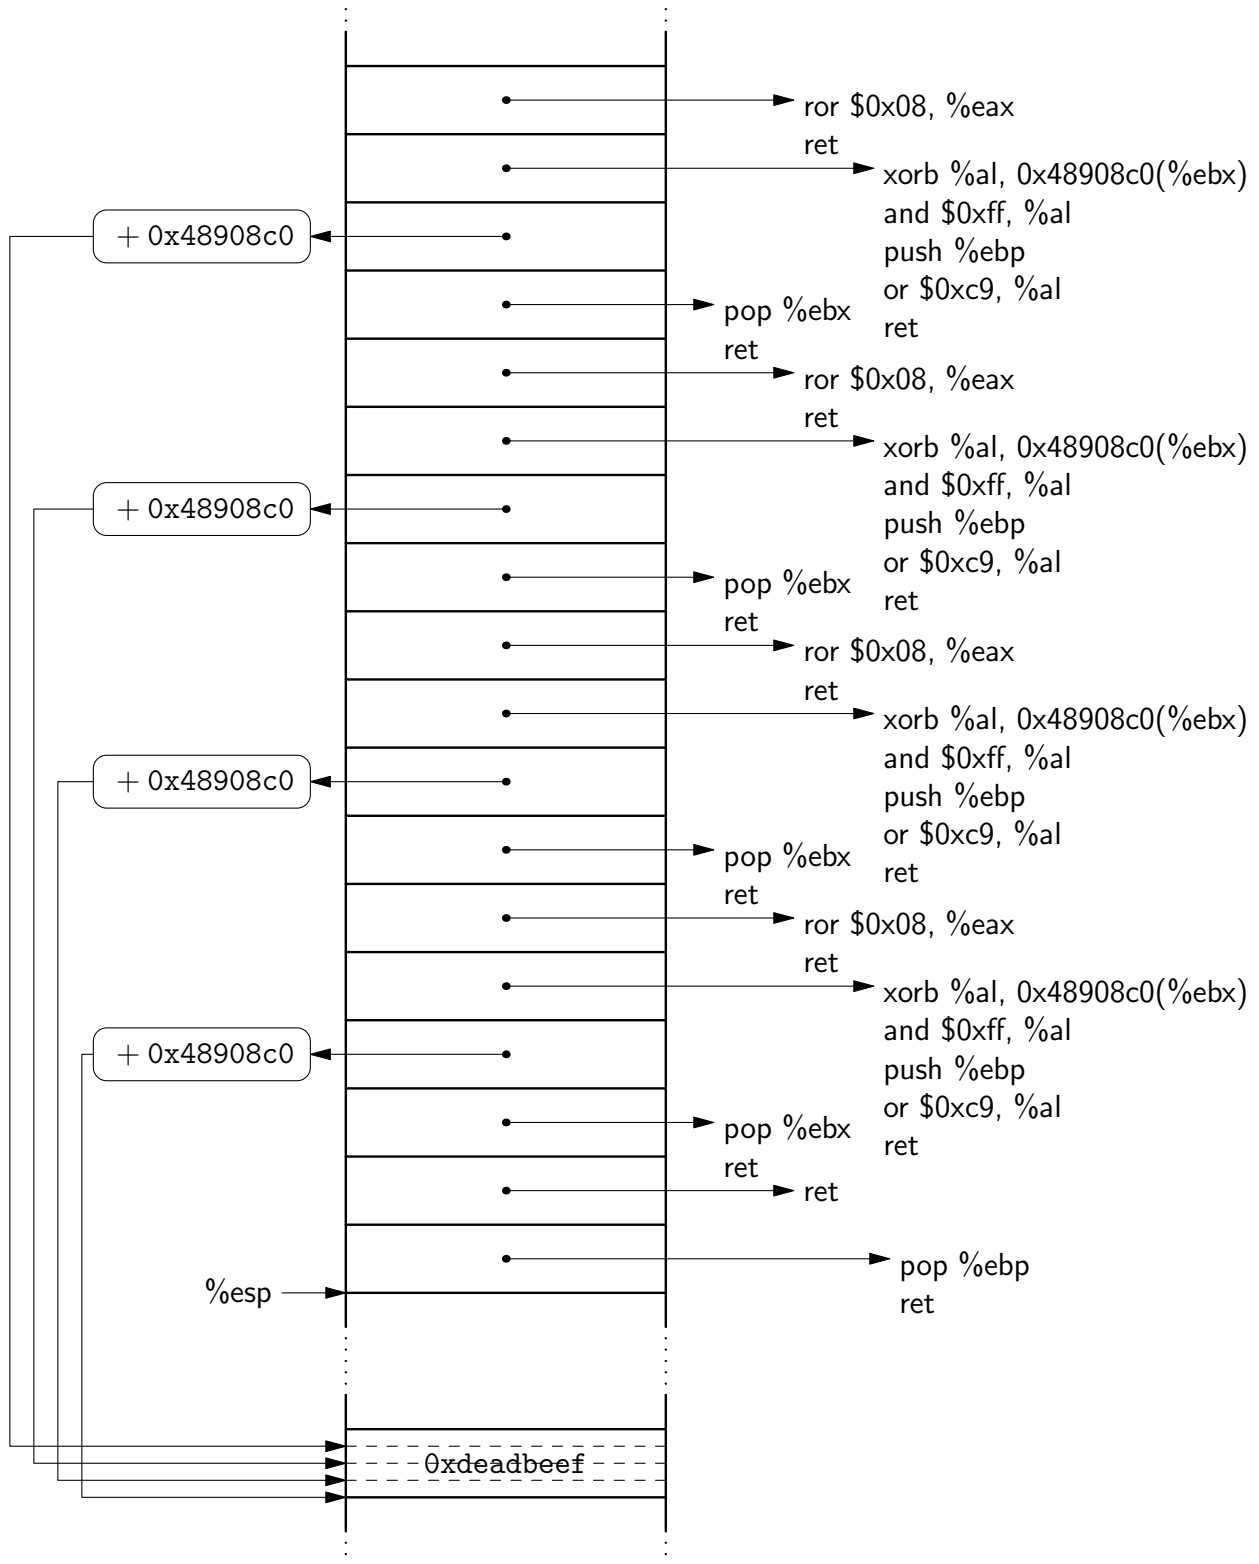 ror $0x08, %eax
ret
xorb %al, 0x48908c0(%ebx)
and $0xff, %al
push %ebp
or $0xc9, %al
ret
+ 0x48908c0
pop %ebx
ret
ror $0x08, %eax
ret
xorb %al, 0x48908c0(%ebx)
and $0xff, %al
push %ebp
or $0xc9, %al
ret
+ 0x48908c0
pop %ebx
ret
ror $0x08, %eax
ret
xorb %al, 0x48908c0(%ebx)
and $0xff, %al
push %ebp
or $0xc9, %al
ret
+ 0x48908c0
pop %ebx
ret
ror $0x08, %eax
ret
xorb %al, 0x48908c0(%ebx)
and $0xff, %al
push %ebp
or $0xc9, %al
ret
+ 0x48908c0
pop %ebx
ret
ret
pop %ebp
ret
%esp
0xdeadbeef